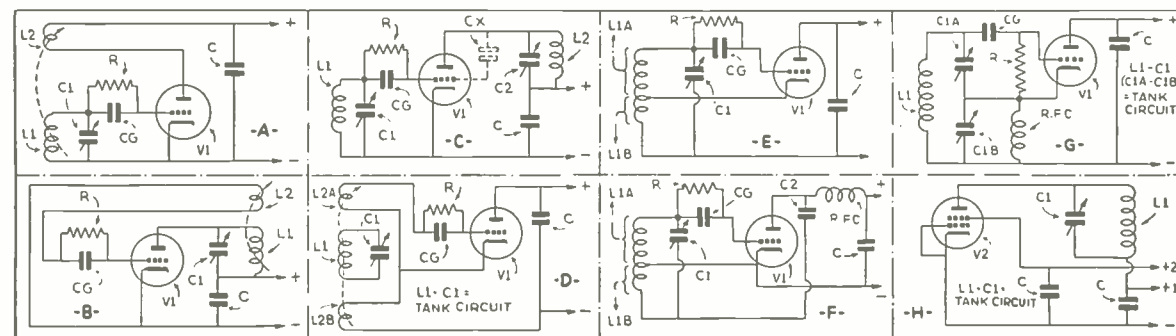 L2
R
C1
L1
CG
V1
C
+
-
-A-
CX
R
L1
CG
C1
V1
C2
L2
+
C
-
-C-
L1A
R
CG
C1
V1
C
+
-
L1B
-E-
C1A
CG
R
L1
V1
C
+
L1-C1
(C1A-C1B)
=TANK
CIRCUIT
R.F.C
C1B
-G-
-
R
CG
V1
L2
L1
C1
+
C
-
-B-
L2A
R
C1
L1
CG
V1
C
+
L1-C1=
TANK CIRCUIT
-D-
L2B
-
L1A
R
CG
C2
RFC
+
C1
V1
C
-
L1B
-F-
V2
C1
L1
+2
+1
L1-C1=
TANK CIRCUIT
C
C
-H-
-